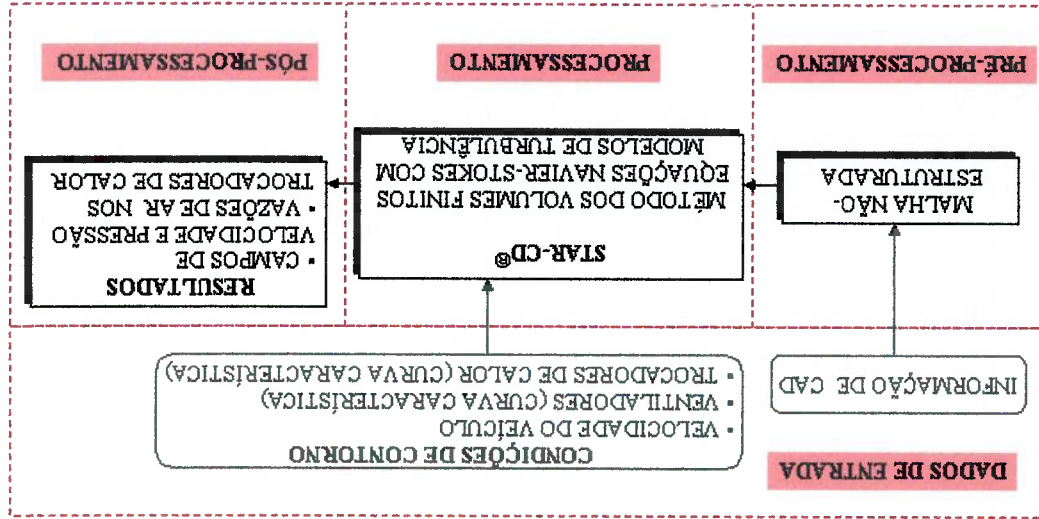 DADOS DE ENTRADA
INFORMAÇÃO DE CAD
CONDIÇÕES DE CONTORNO
• VELOCIDADE DO VEÍCULO
• VENTILADORES (CURVA CARACTERÍSTICA)
• TROCADORES DE CALOR (CURVA CARACTERÍSTICA)
MALHA NÃO-
ESTRUTURADA
STAR-CD®
MÉTODO DOS VOLUMES FINITOS
EQUAÇÕES NAVIER-STOKES COM
MODELOS DE TURBULÊNCIA
RESULTADOS
• CAMPOS DE
VELOCIDADE E PRESSÃO
• VAZÕES DE AR NOS
TROCADORES DE CALOR
PRÉ-PROCESSAMENTO
PROCESSAMENTO
PÓS-PROCESSAMENTO